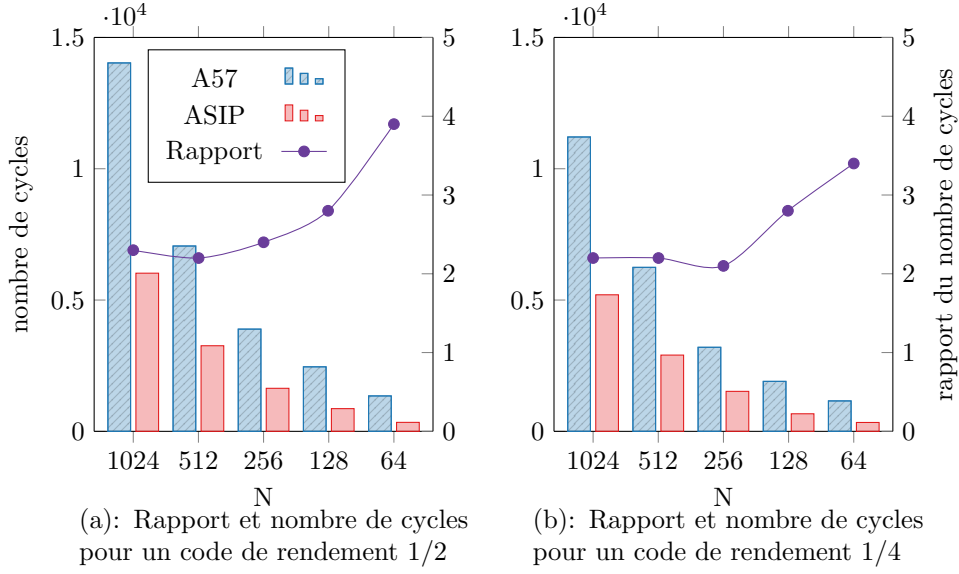 ·10^4
1.5
1
0.5
0
5
4
3
2
1
0
A57
ASIP
Rapport
nombre de cycles
1024 512 256 128 64
N
(a): Rapport et nombre de cycles
pour un code de rendement 1/2
·10^4
1.5
1
0.5
0
5
4
3
2
1
0
rapport du nombre de cycles
1024 512 256 128 64
N
(b): Rapport et nombre de cycles
pour un code de rendement 1/4